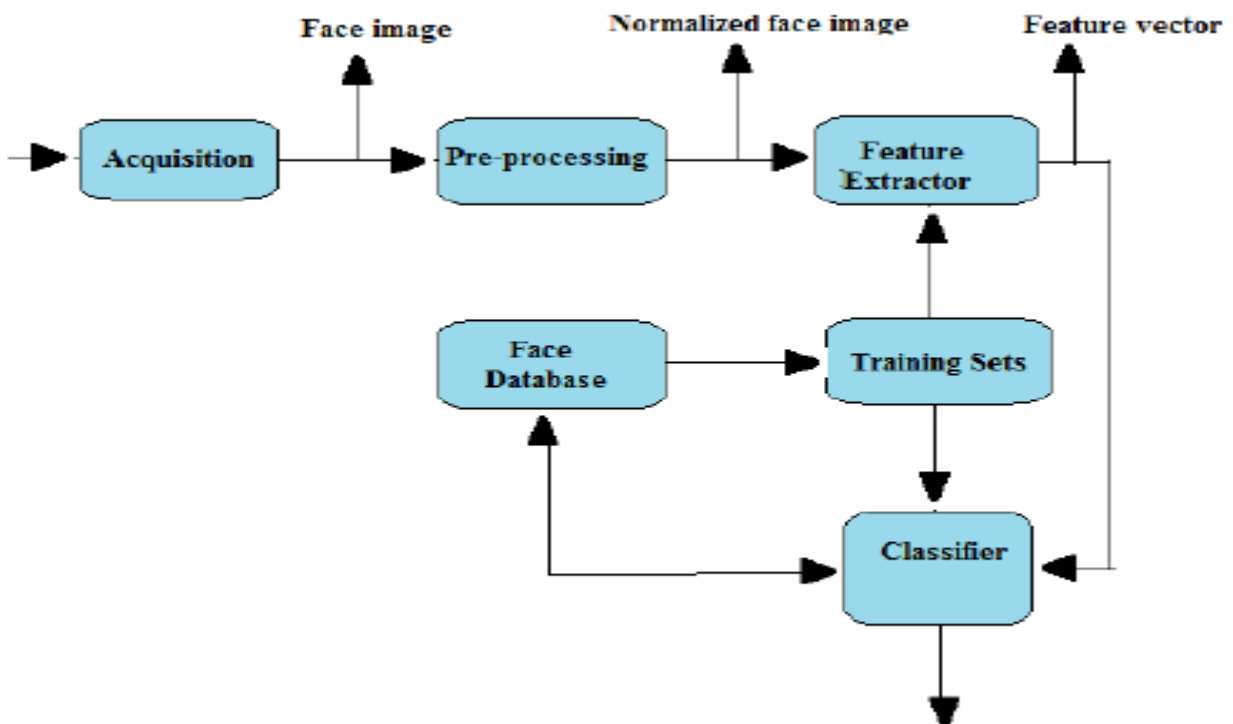 Face image
Normalized face image
Feature vector
Acquisition
Pre-processing
Feature
Extractor
Face
Database
Training Sets
Classifier